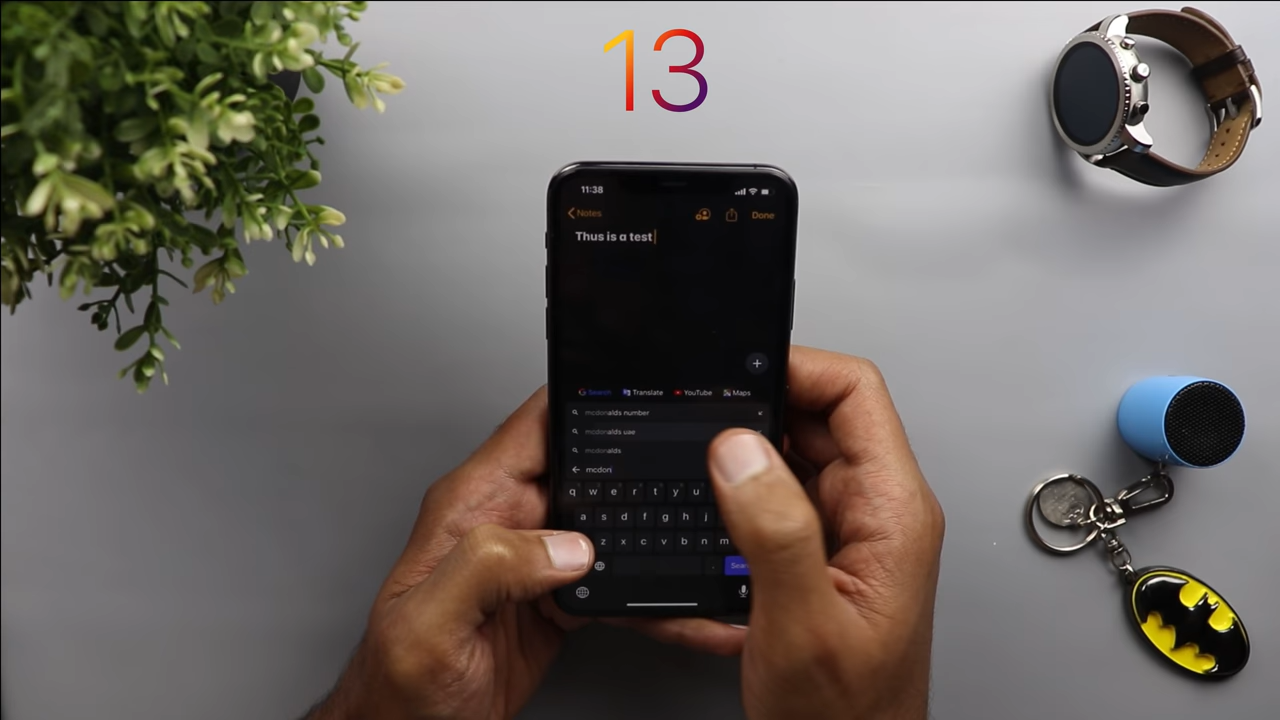 13
11:38
Notes Done
Thus is a test
Search Translate YouTube Maps
mcdonalds number
mcdonalds uae
mcdonalds
mcdon
q w e r t y u
a s d f g h j
z x c v b n m